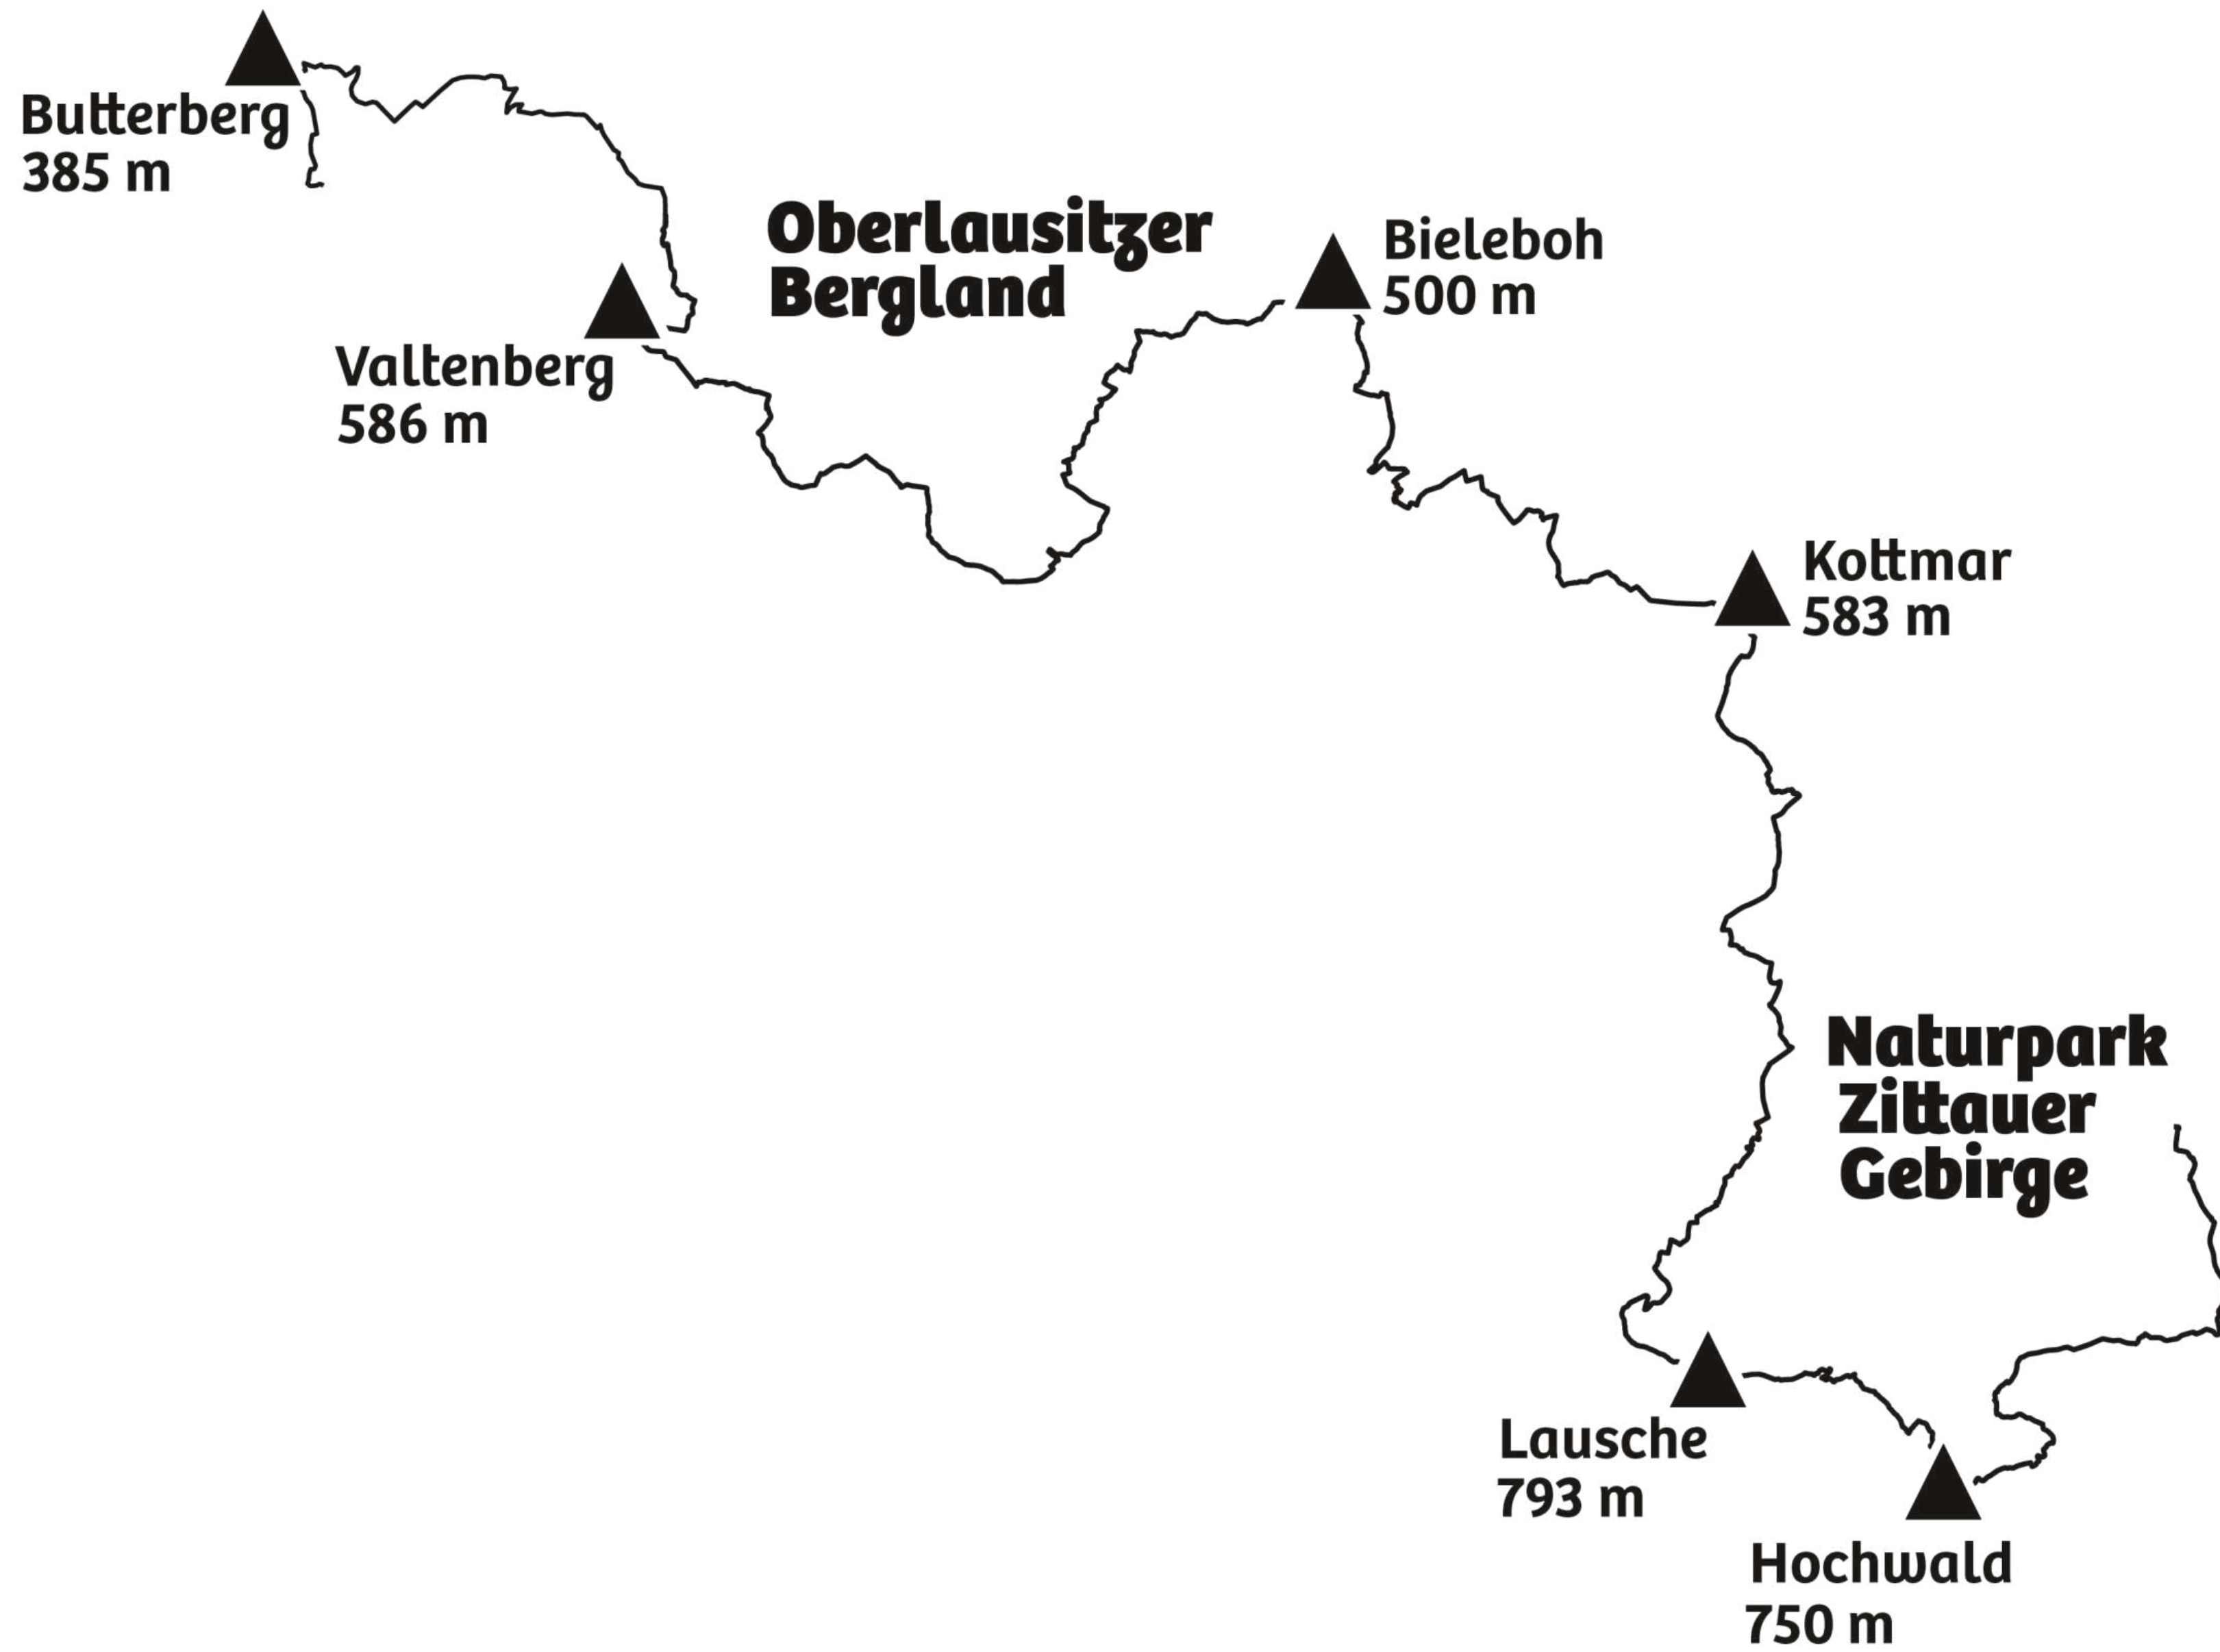 Butterberg
385 m
Oberlausitzer
Bergland
Bieleboh
500 m
Valtenberg
586 m
Kottmar
583 m
Naturpark
Zittauer
Gebirge
Lausche
793 m
Hochwald
750 m